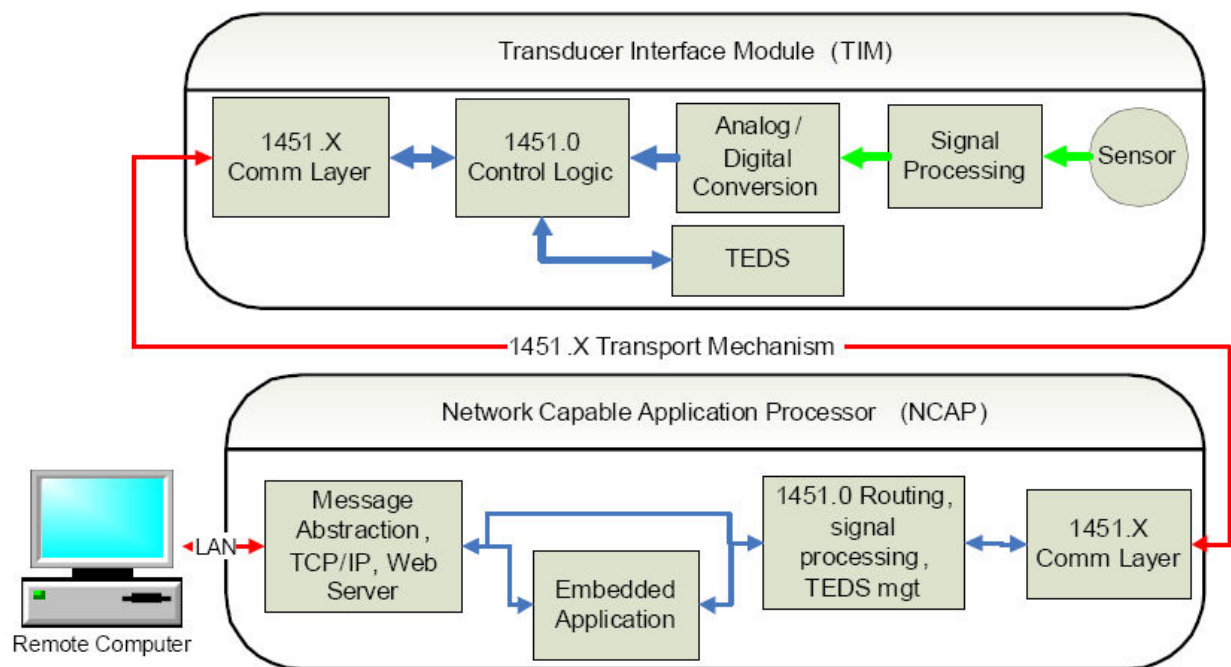 Transducer Interface Module (TIM)
1451.X
Comm Layer
1451.0
Control Logic
Analog/
Digital
Conversion
Signal
Processing
Sensor
TEDS
1451.X Transport Mechanism
Network Capable Application Processor (NCAP)
Message
Abstraction,
TCP/IP, Web
Server
Embedded
Application
1451.0 Routing,
signal
processing,
TEDS mgt
1451.X
Comm Layer
LAN
Remote Computer